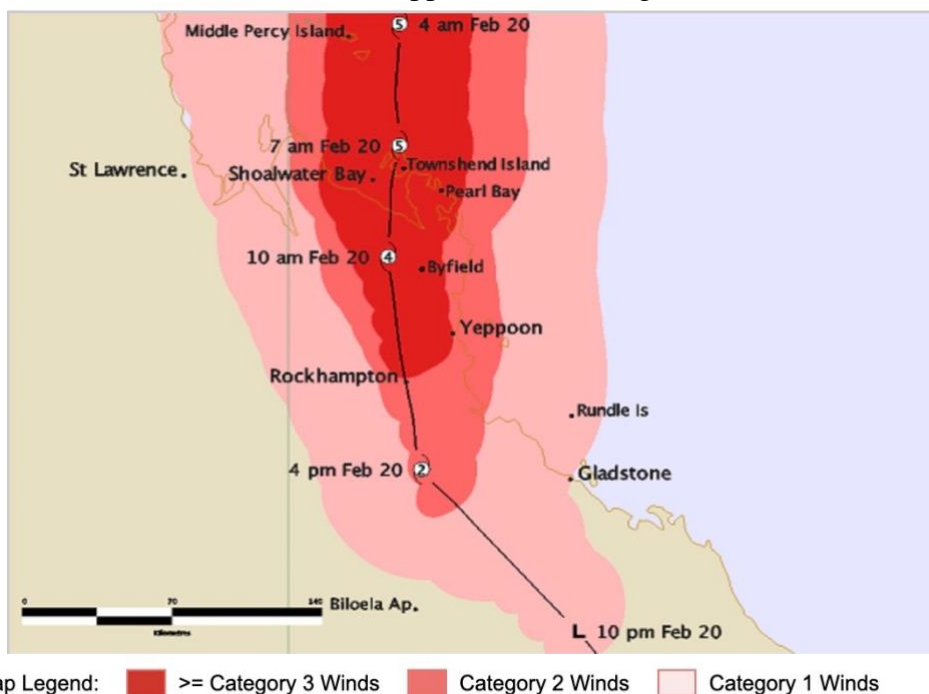 Middle Percy Island
5 4 am Feb 20
7 am Feb 20 5
Townshend Island
St Lawrence
Shoalwater Bay
Pearl Bay
10 am Feb 20 4
Byfield
Yeppoon
Rockhampton
Rundle Is
4 pm Feb 20 2
Gladstone
0 70 140
Kilometres
Biloela Ap.
L 10 pm Feb 20
ap Legend: >= Category 3 Winds Category 2 Winds Category 1 Winds